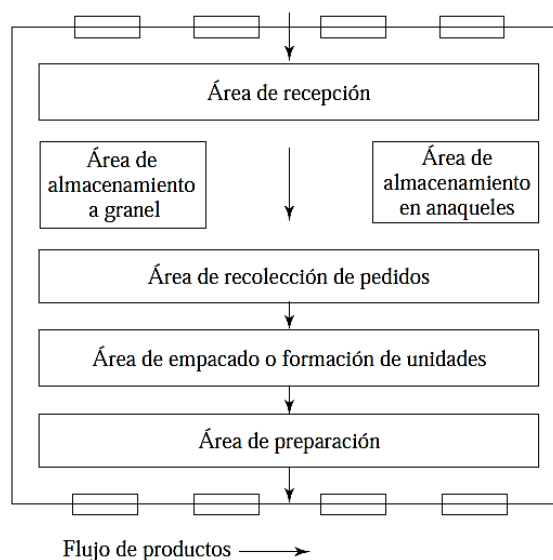 Área de recepción
Área de
almacenamiento
a granel
Área de
almacenamiento
en anaqueles
Área de recolección de pedidos
Área de empacado o formación de unidades
Área de preparación
Flujo de productos